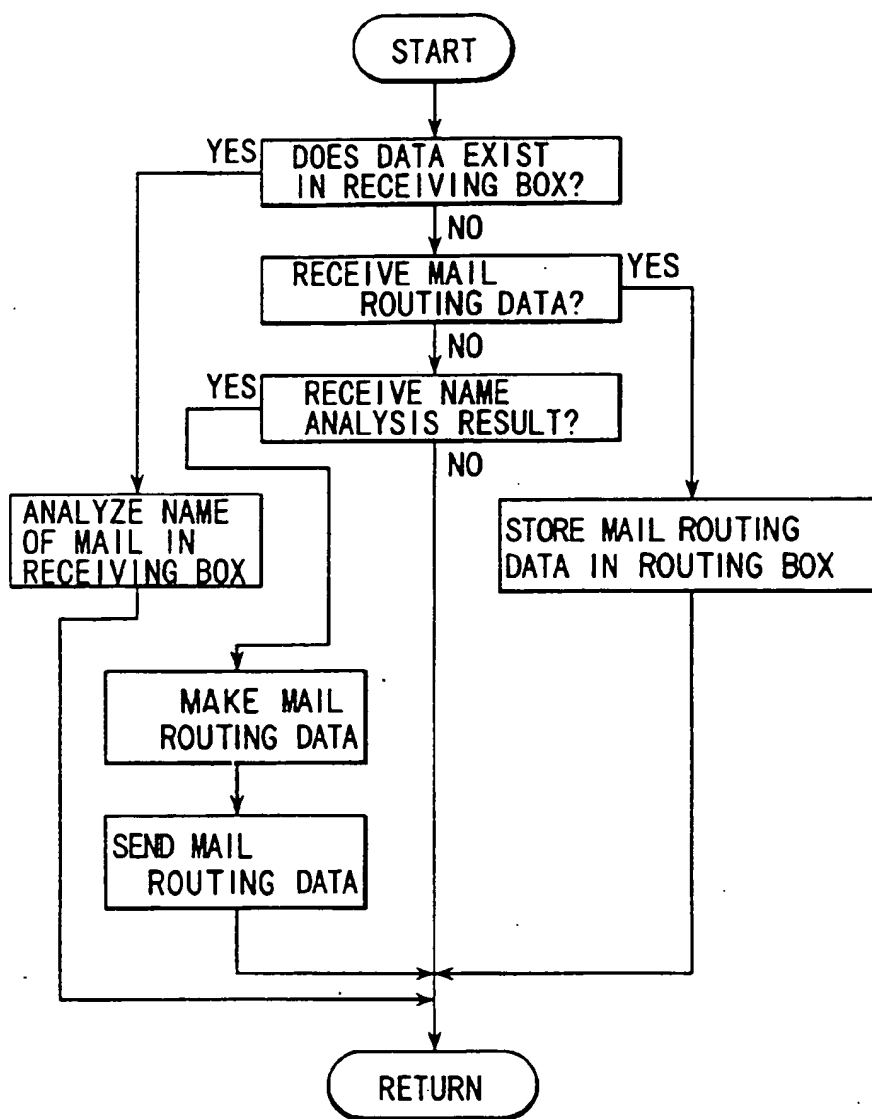 START
YES
DOES DATA EXIST
IN RECEIVING BOX?
NO
RECEIVE MAIL
ROUTING DATA?
YES
NO
YES
RECEIVE NAME
ANALYSIS RESULT?
NO
ANALYZE NAME
OF MAIL IN
RECEIVING BOX
STORE MAIL ROUTING
DATA IN ROUTING BOX
MAKE MAIL
ROUTING DATA
SEND MAIL
ROUTING DATA
RETURN